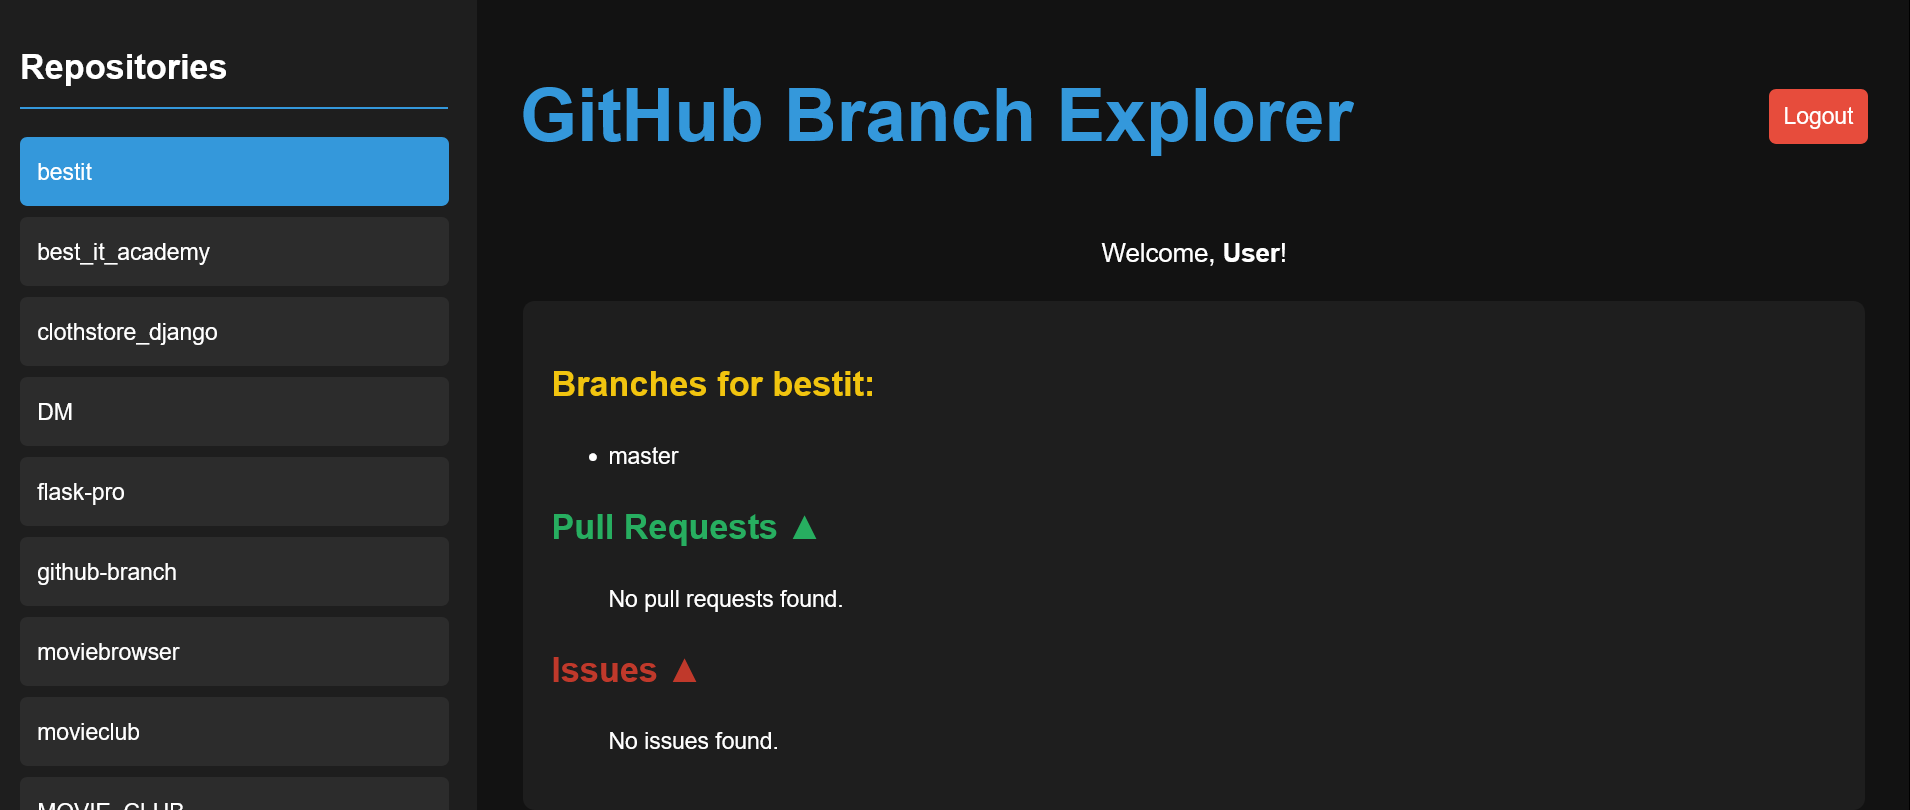 Repositories
bestit
best_it_academy
clothstore_django
DM
flask-pro
github-branch
moviebrowser
movieclub
MOVIE_CLUB
GitHub Branch Explorer
Logout
Welcome, User!
Branches for bestit:
• master
Pull Requests ▲
No pull requests found.
Issues ▲
No issues found.